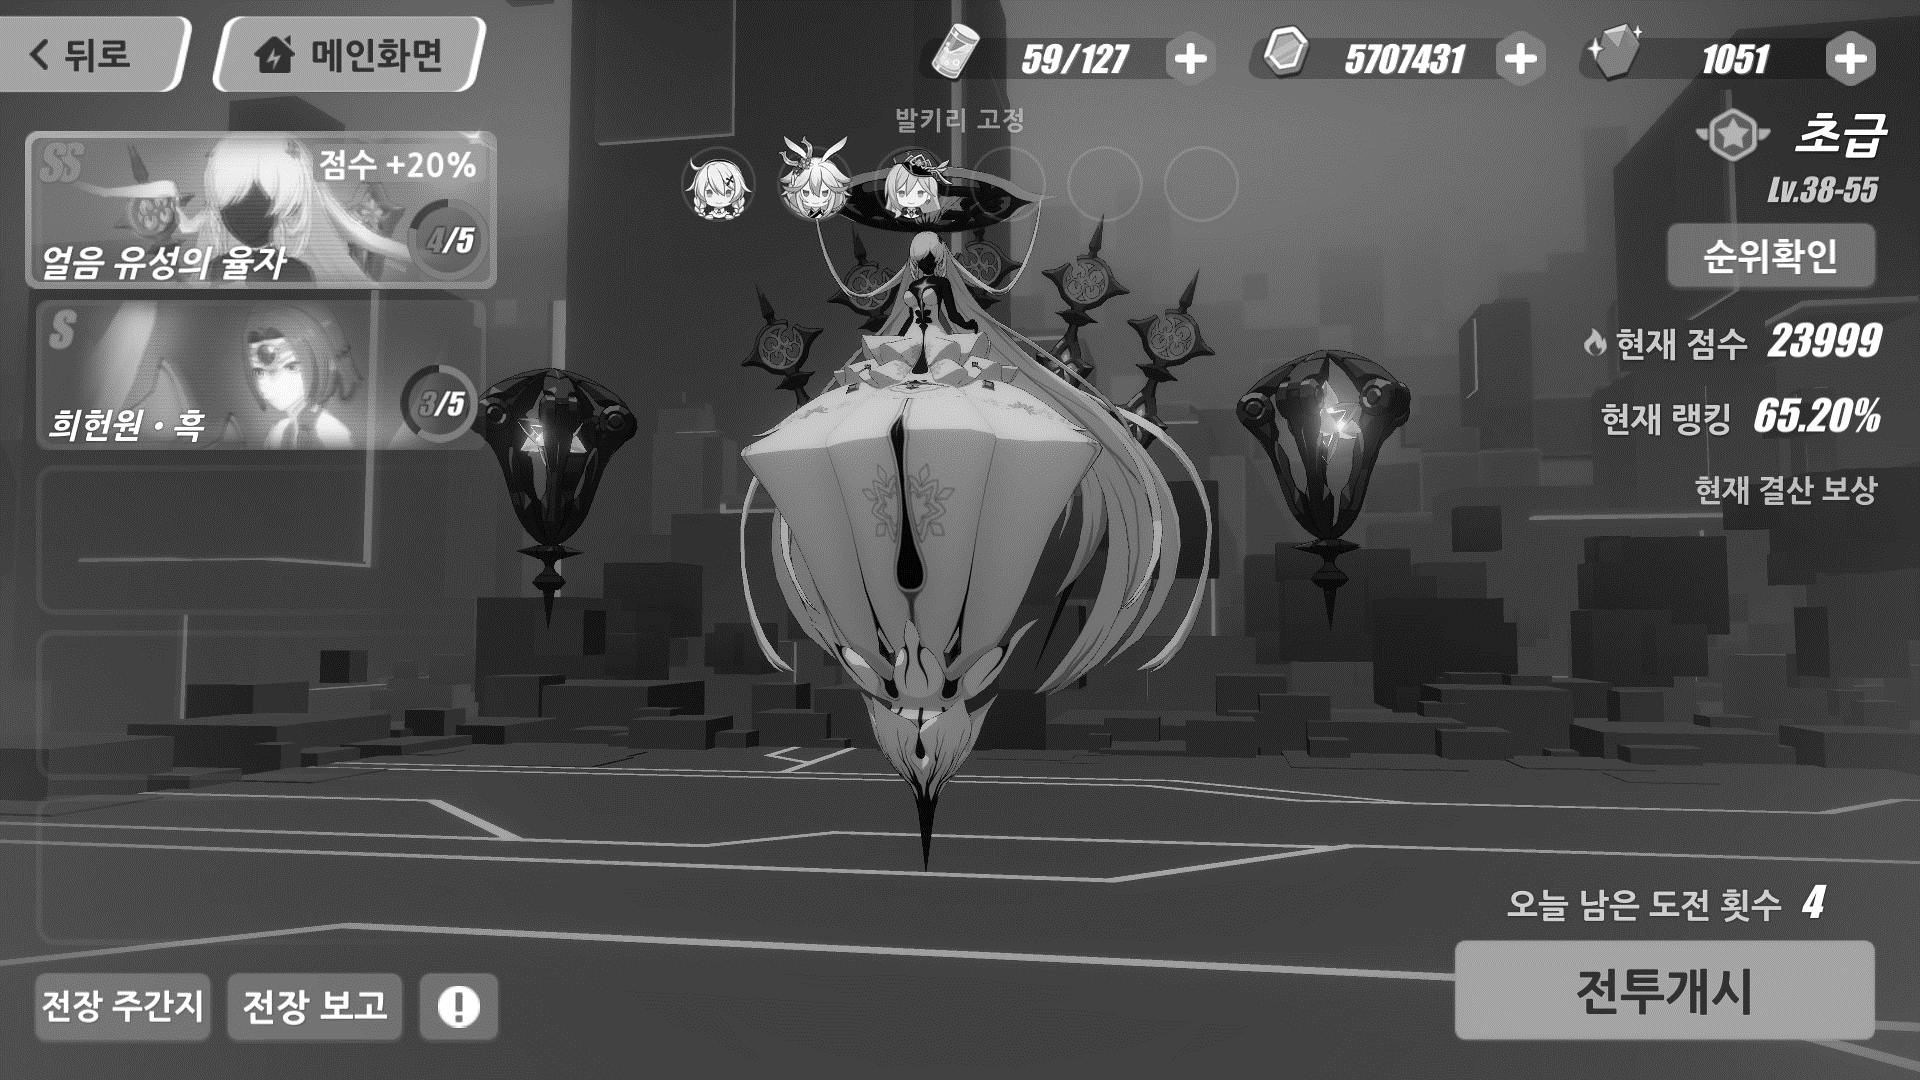 뒤로
메인화면
59/127
5707431
1051
발키리 고정
초급
Lv.38-55
순위확인
SS
점수 +20%
4/5
얼음 유성의 율자
S
3/5
희헌원·흑
현재 점수 23999
현재 랭킹 65.20%
현재 결산 보상
오늘 남은 도전 횟수 4
전투개시
전장 주간지
전장 보고